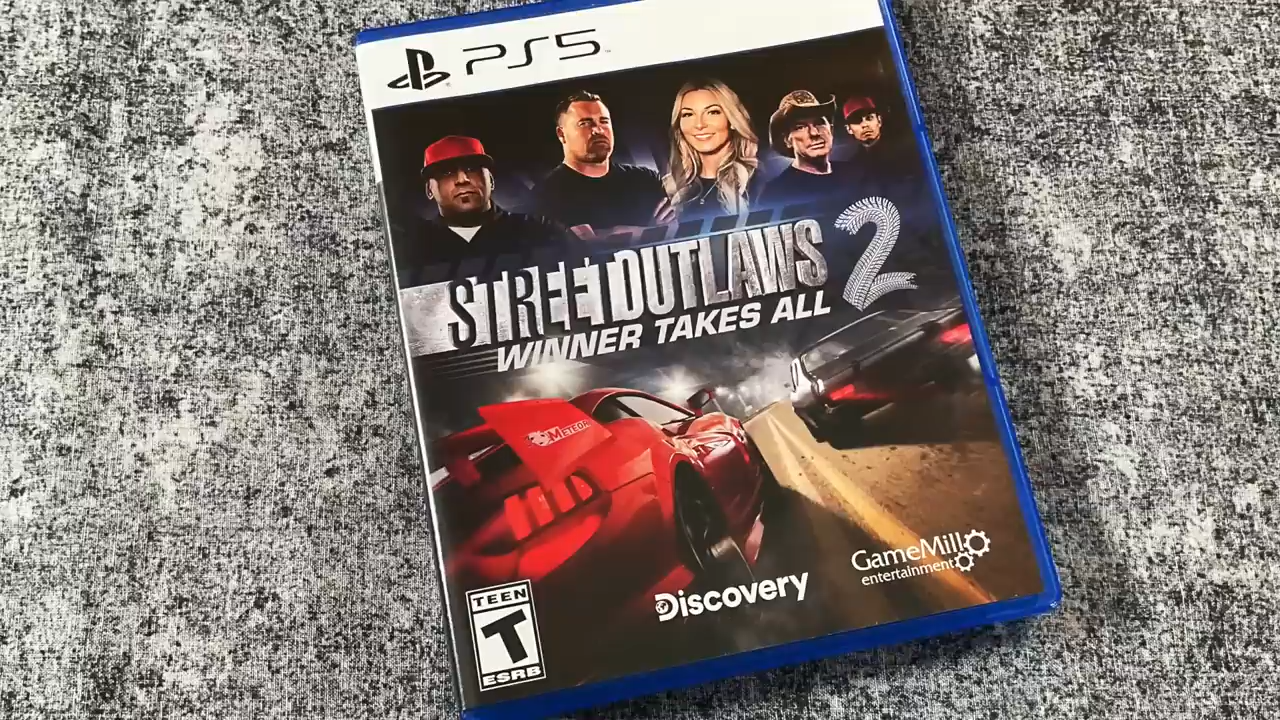 PS5
STREET OUTLAWS 2
WINNER TAKES ALL
METEOR
Discovery
GameMill
entertainment
TEEN
T
ESRB